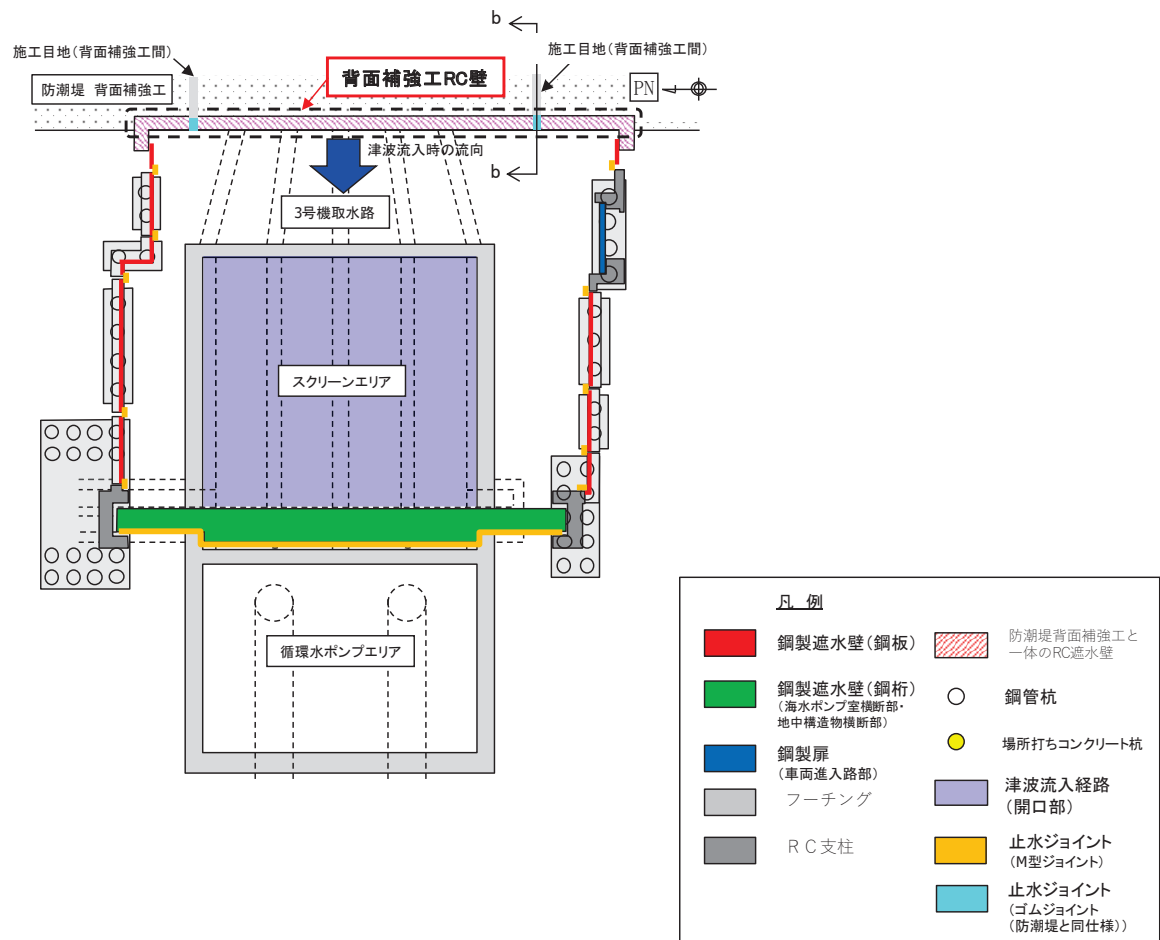 b
施工目地(背面補強工間)
施工目地(背面補強工間)
防潮堤 背面補強工
背面補強工RC壁
PN
津波流入時の流向
b
3号機取水路
スクリーンエリア
循環水ポンプエリア
凡 例
鋼製遮水壁(鋼板)
防潮堤背面補強工と
一体のRC遮水壁
鋼製遮水壁(鋼桁)
(海水ポンプ室横断部・
地中構造物横断部)
鋼管杭
場所打ちコンクリート杭
鋼製扉
(車両進入路部)
フーチング
津波流入経路
(開口部)
RC支柱
止水ジョイント
(M型ジョイント)
止水ジョイント
(ゴムジョイント
(防潮堤と同仕様))